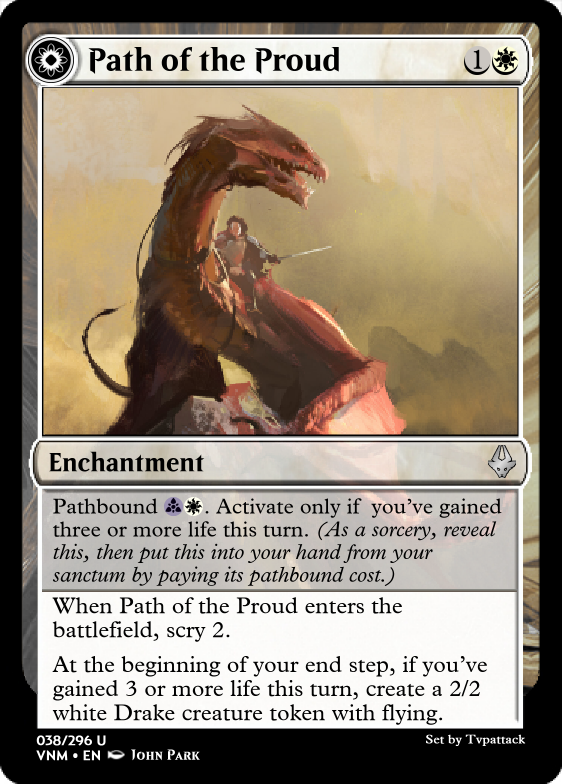 Path of the Proud 1
Enchantment
Pathbound . Activate only if you've gained
three or more life this turn. (As a sorcery, reveal
this, then put this into your hand from your
sanctum by paying its pathbound cost.)
When Path of the Proud enters the
battlefield, scry 2.
At the beginning of your end step, if you've
gained 3 or more life this turn, create a 2/2
white Drake creature token with flying.
038/296 U
VNM • EN John Park
Set by Tvpattack